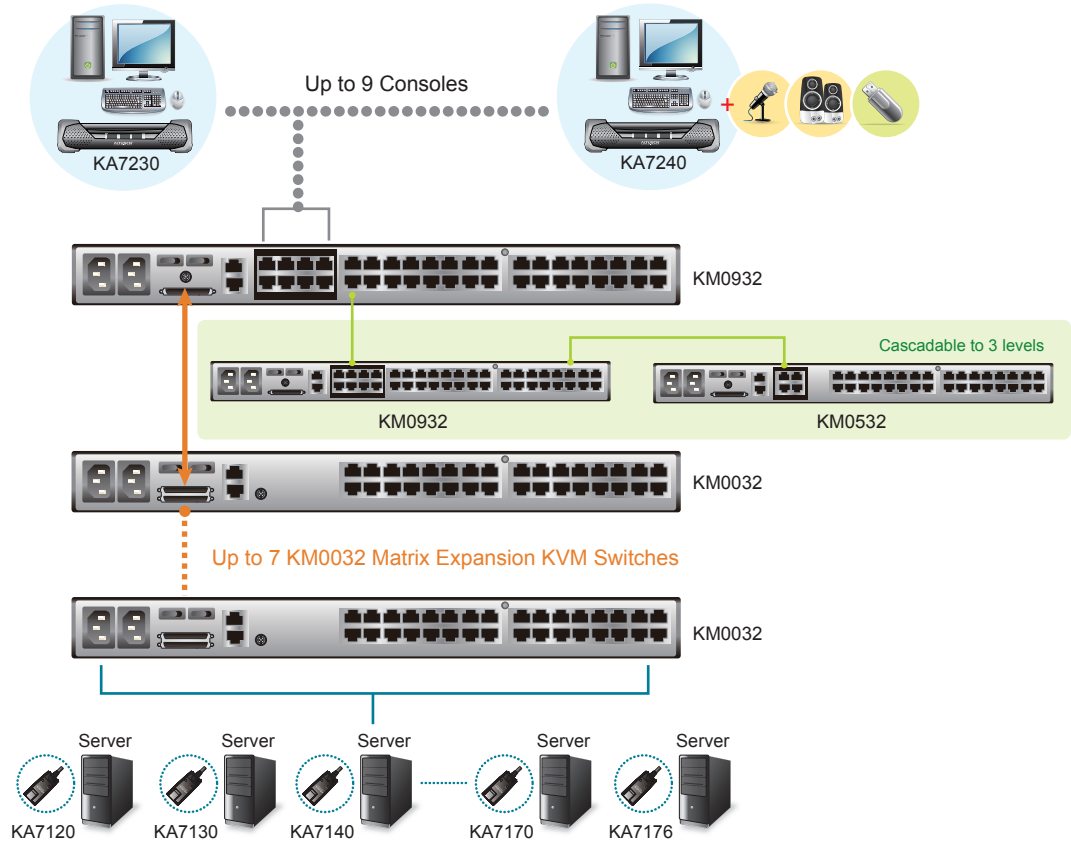 Up to 9 Consoles
KA7230
KA7240
+
KM0932
Cascadable to 3 levels
KM0932
KM0532
KM0032
Up to 7 KM0032 Matrix Expansion KVM Switches
KM0032
Server
Server
Server
Server
Server
KA7120
KA7130
KA7140
KA7170
KA7176